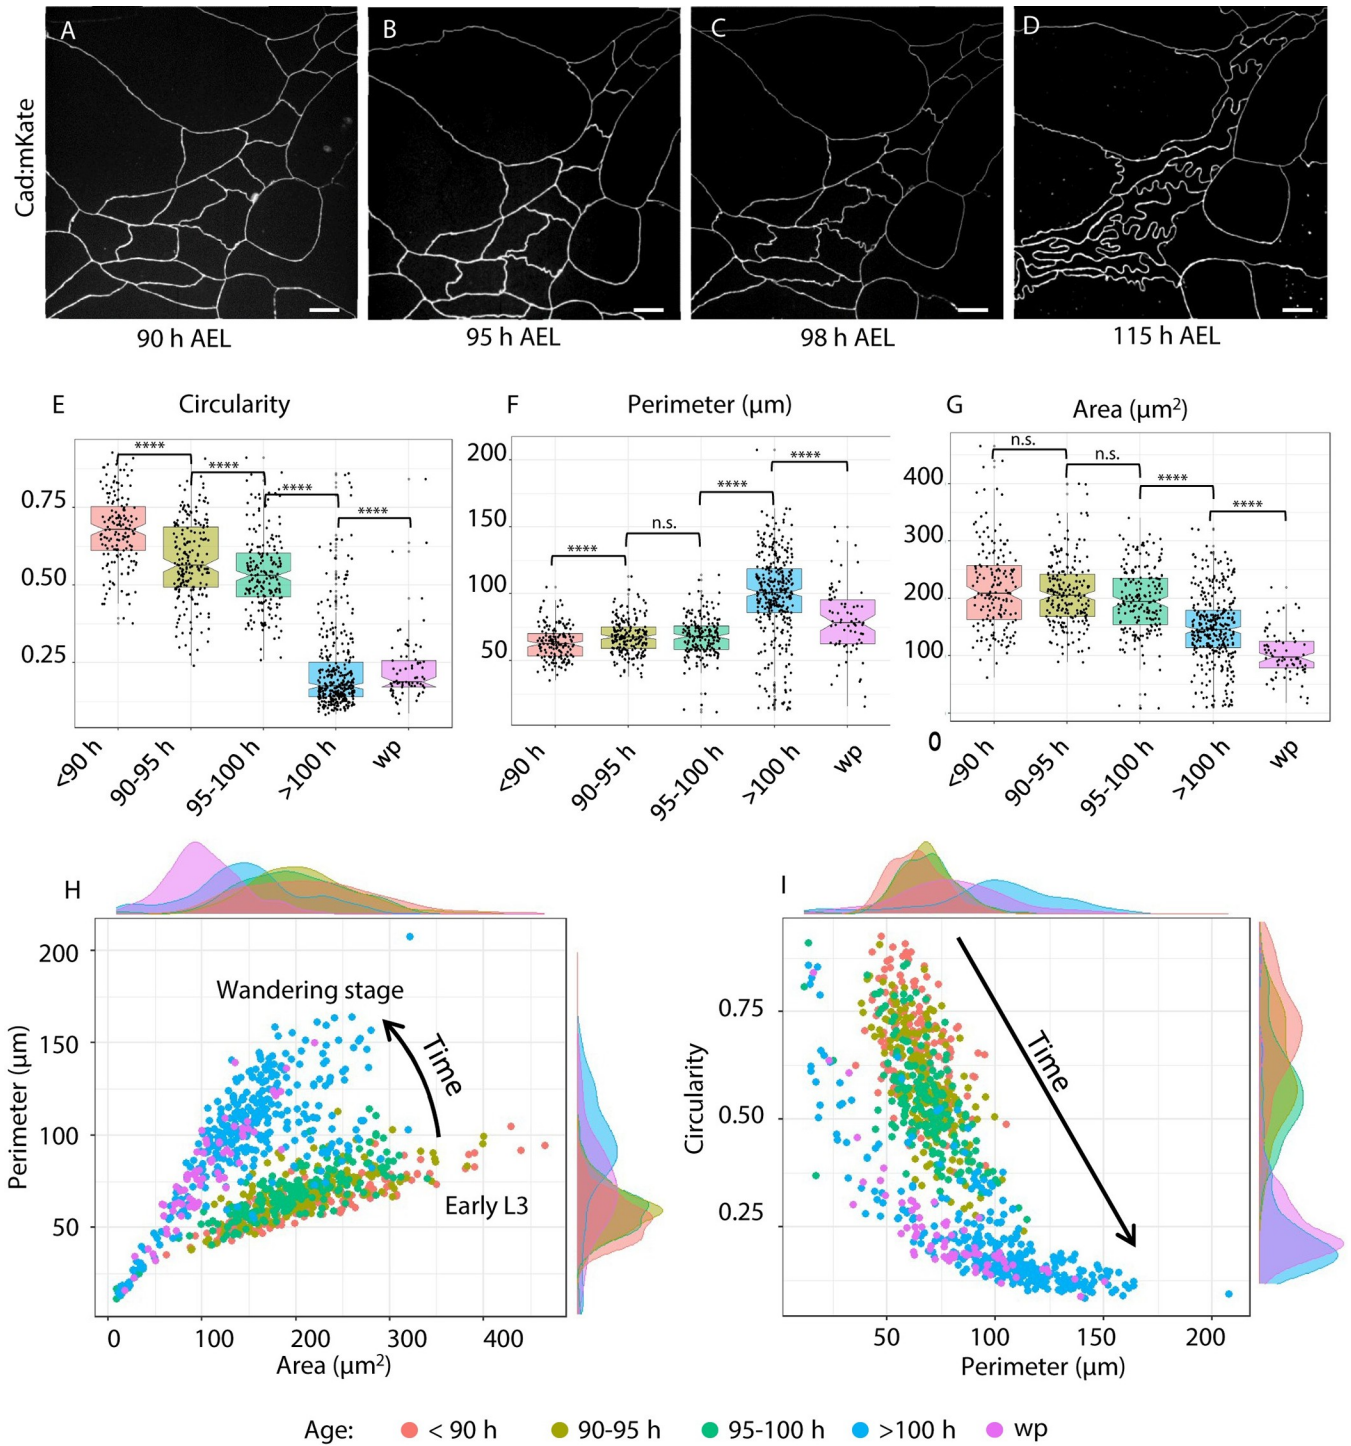 A
B
C
D
Cad:mKate
90 h AEL
95 h AEL
98 h AEL
115 h AEL
E
Circularity
F
Perimeter (µm)
G
Area (µm²)
****
****
****
****
0.75
0.50
0.25
<90 h
90-95 h
95-100 h
>100 h
wp
****
n.s.
****
****
200
150
100
50
<90 h
90-95 h
95-100 h
>100 h
wp
n.s.
n.s.
****
****
400
300
200
100
0
<90 h
90-95 h
95-100 h
>100 h
wp
H
Wandering stage
Time
Early L3
Perimeter (µm)
200
150
100
50
0
100
200
300
400
Area (µm²)
I
Time
Circularity
0.75
0.50
0.25
50
100
150
200
Perimeter (µm)
Age:
< 90 h
90-95 h
95-100 h
>100 h
wp